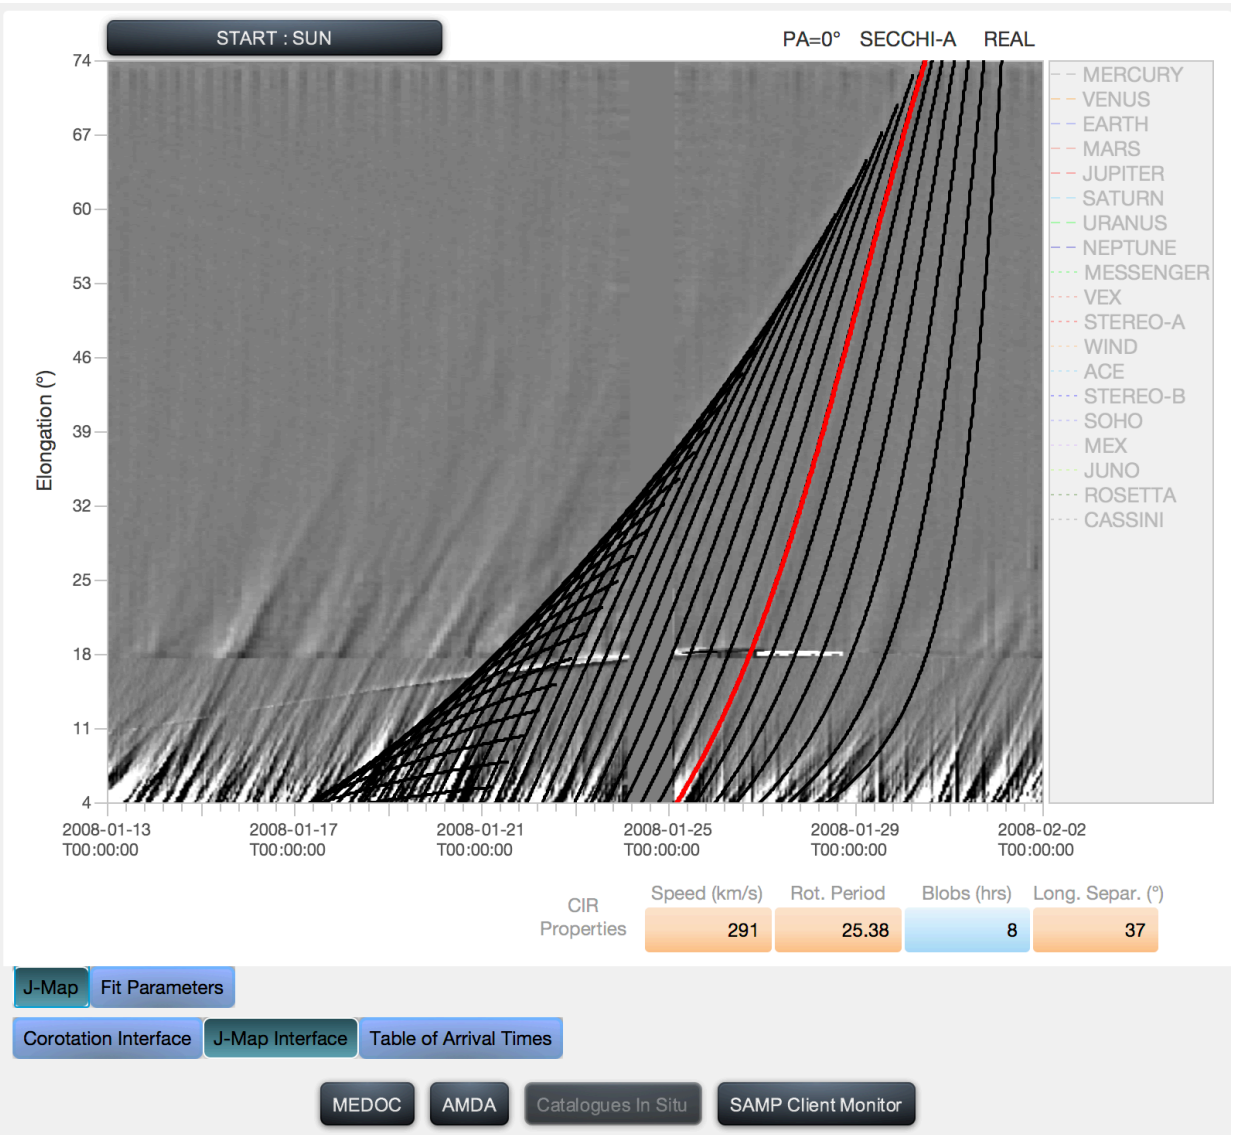 START : SUN
PA=0° SECCHI-A REAL
74
67
60
53
46
39
32
25
18
11
4
Elongation (°)
MERCURY
VENUS
EARTH
MARS
JUPITER
SATURN
URANUS
NEPTUNE
MESSENGER
VEX
STEREO-A
WIND
ACE
STEREO-B
SOHO
MEX
JUNO
ROSETTA
CASSINI
2008-01-13 2008-01-17 2008-01-21 2008-01-25 2008-01-29 2008-02-02
T00:00:00 T00:00:00 T00:00:00 T00:00:00 T00:00:00 T00:00:00
CIR
Properties
Speed (km/s) Rot. Period Blobs (hrs) Long. Separ. (°)
291 25.38 8 37
J-Map Fit Parameters
Corotation Interface J-Map Interface Table of Arrival Times
MEDOC AMDA Catalogues In Situ SAMP Client Monitor